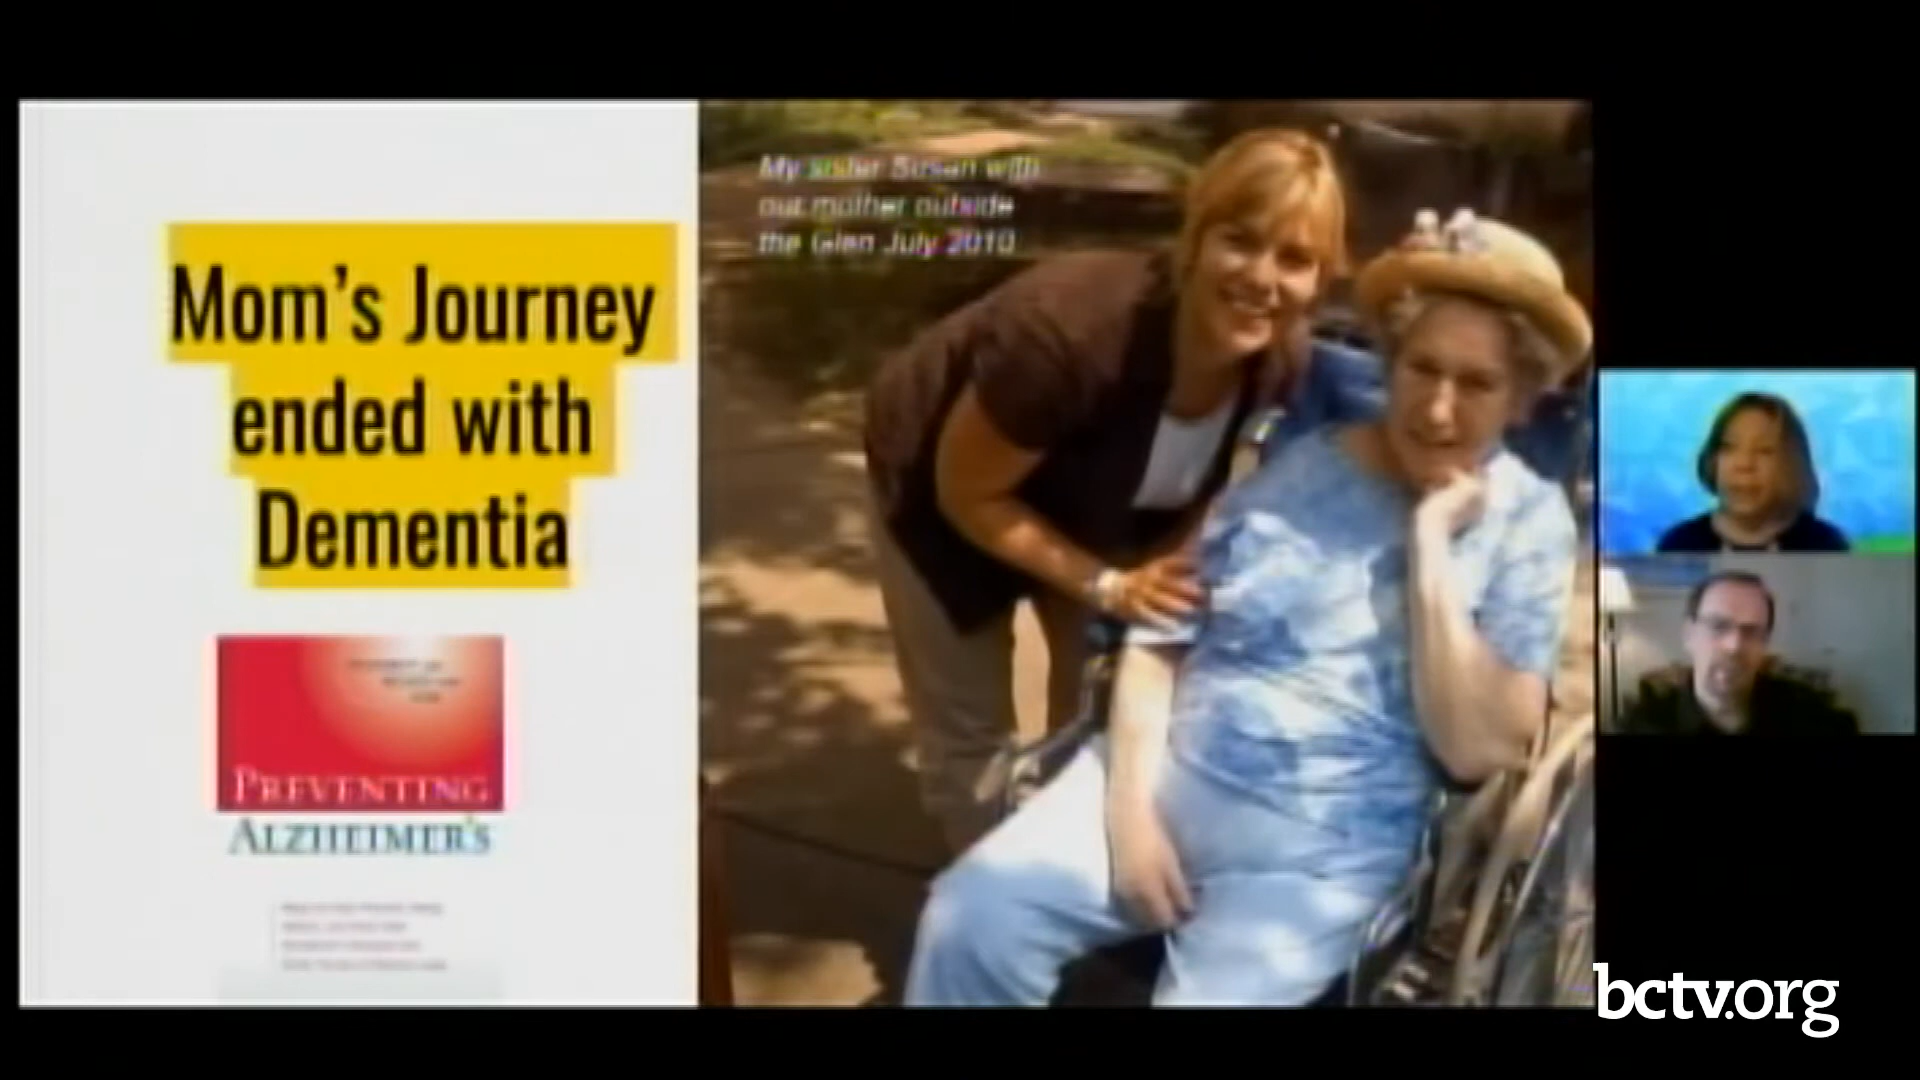 Mom's Journey
ended with
Dementia
My sister Susan with
our mother outside
the Glen July 2010
PREVENTING
ALZHEIMER'S
bctv.org